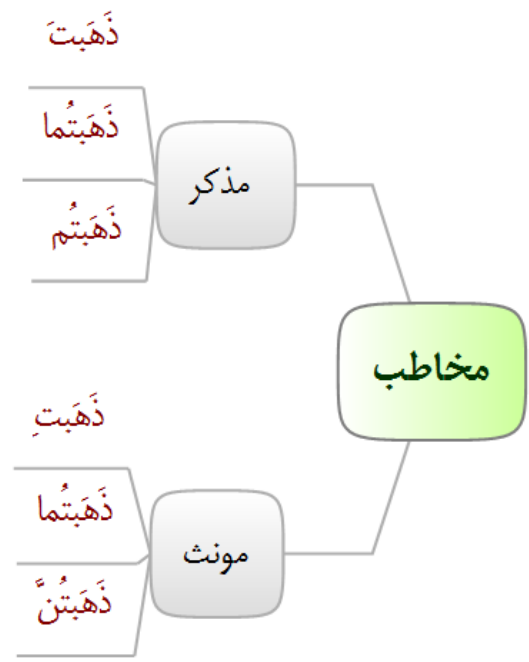 مخاطب
مذکر
ذَهَبتَ
ذَهَبتُما
ذَهَبتُم
مونث
ذَهَبتِ
ذَهَبتُما
ذَهَبتُنَّ